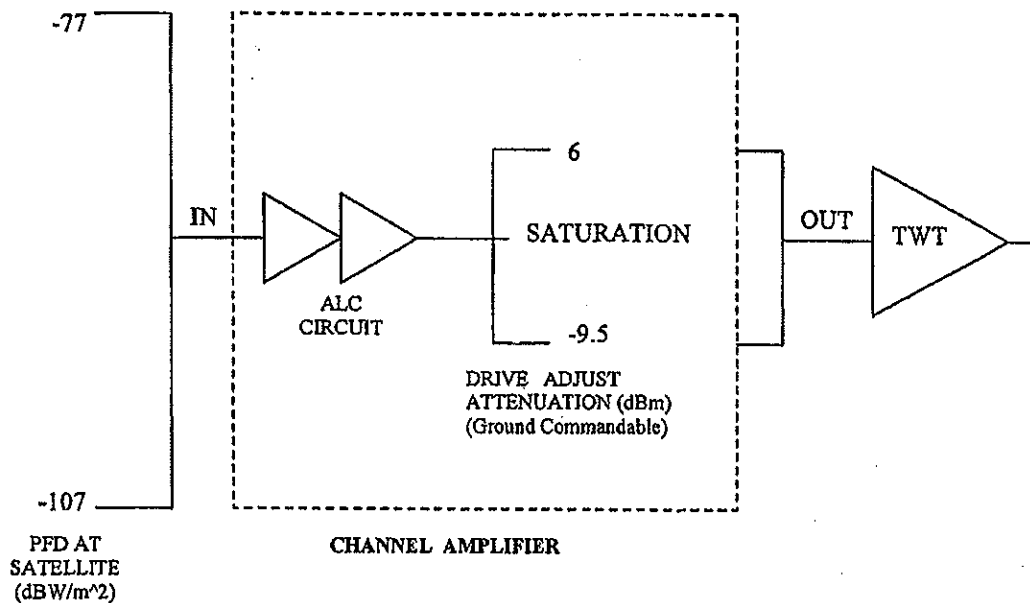 -77
6
IN
SATURATION
OUT
TWT
ALC
CIRCUIT
-9.5
DRIVE ADJUST
ATTENUATION (dBm)
(Ground Commandable)
-107
PFD AT
SATELLITE
(dBW/m^2)
CHANNEL AMPLIFIER